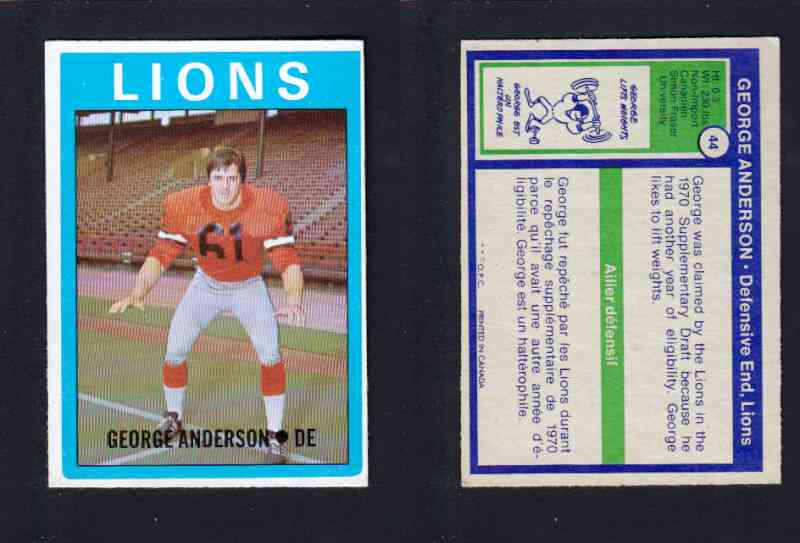 LIONS
61
GEORGE ANDERSON • DE
GEORGE ANDERSON • Defensive End, Lions
44
Ht: 6-3
Wt: 230 lbs
Non-Import
Canadien
Simon Fraser
University
GEORGE
LIFTS WEIGHTS
GEORGE EST
UN
HALTÉROPHILE
George was claimed by the Lions in the
1970 Supplementary Draft because he
had another year of eligibility. George
likes to lift weights.
Ailier défensif
George fut repêché par les Lions durant
le repêchage supplémentaire de 1970
parce qu'il avait une autre année d'é-
ligibilité. George est un haltérophile.
***O.P.C. PRINTED IN CANADA